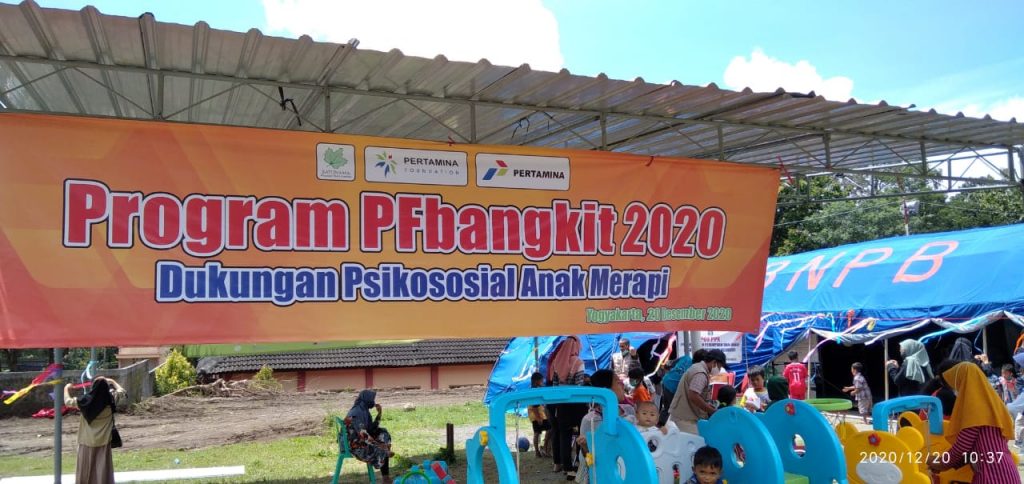 PERTAMINA
FOUNDATION
PERTAMINA
Program PFbangkit 2020
Dukungan Psikososial Anak Merapi
Yogyakarta, 20 Desember 2020
BNPB
2020/12/20 10:37